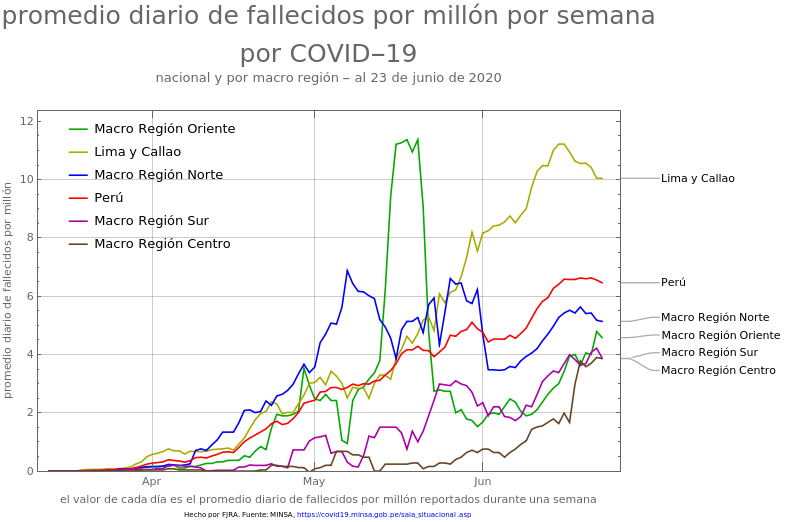 promedio diario de fallecidos por millón por semana
por COVID−19
nacional y por macro región − al 23 de junio de 2020
promedio diario de fallecidos por millón
12
10
8
6
4
2
0
Macro Región Oriente
Lima y Callao
Macro Región Norte
Perú
Macro Región Sur
Macro Región Centro
Lima y Callao
Perú
Macro Región Norte
Macro Región Oriente
Macro Región Sur
Macro Región Centro
Apr
May
Jun
el valor de cada día es el promedio diario de fallecidos por millón reportados durante una semana
Hecho por FJRA. Fuente: MINSA, https://covid19.minsa.gob.pe/sala_situacional.asp